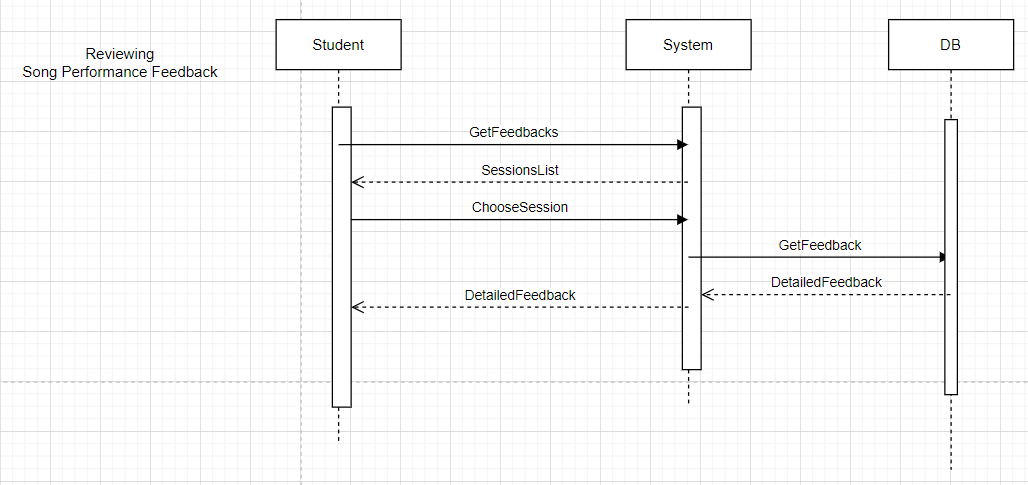 Student
System
DB
Reviewing
Song Performance Feedback
GetFeedbacks
SessionsList
ChooseSession
GetFeedback
DetailedFeedback
DetailedFeedback